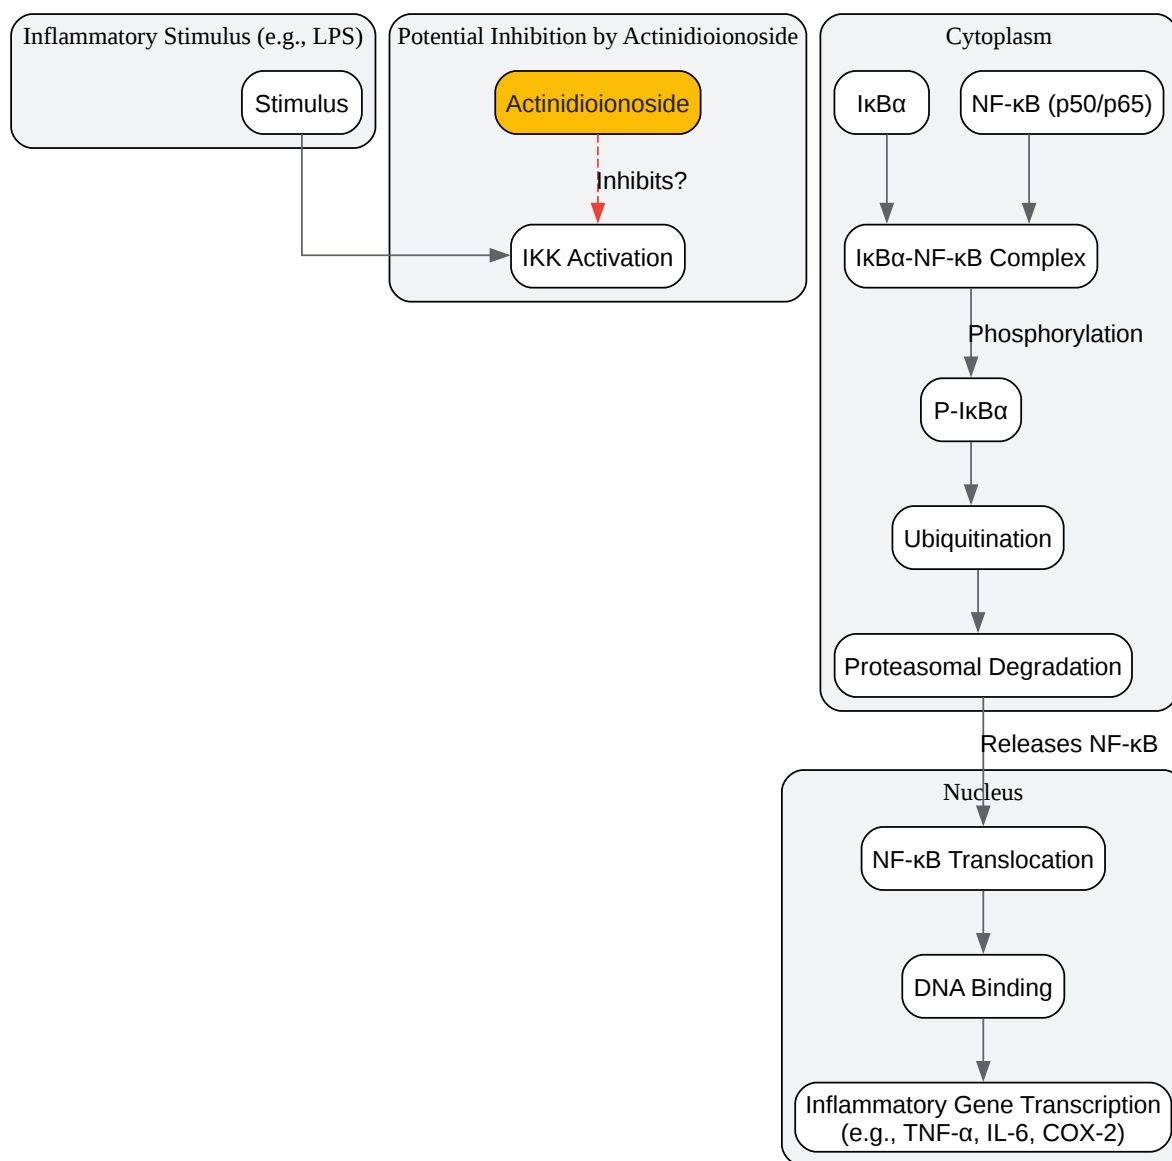 Inflammatory Stimulus (e.g., LPS)
Stimulus
Potential Inhibition by Actinidioionoside
Actinidioionoside
Inhibits?
IKK Activation
Cytoplasm
IκBα
NF-κB (p50/p65)
IκBα-NF-κB Complex
Phosphorylation
P-IκBα
Ubiquitination
Proteasomal Degradation
Releases NF-κB
Nucleus
NF-κB Translocation
DNA Binding
Inflammatory Gene Transcription
(e.g., TNF-α, IL-6, COX-2)